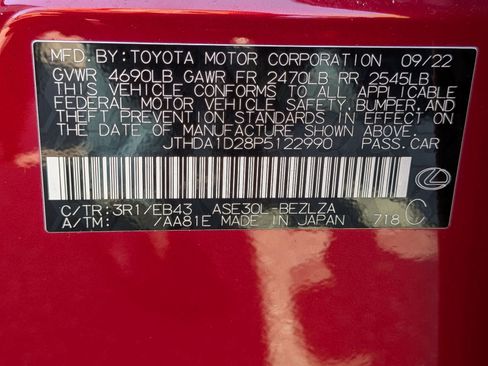 MFD. BY: TOYOTA MOTOR CORPORATION 09/22
GVWR 4690LB GAWR FR 2470LB RR 2545LB
THIS VEHICLE CONFORMS TO ALL APPLICABLE
FEDERAL MOTOR VEHICLE SAFETY, BUMPER, AND
THEFT PREVENTION STANDARDS IN EFFECT ON
THE DATE OF MANUFACTURE SHOWN ABOVE.
JTHDA1D28P5122990 PASS. CAR
C/TR: 3R1/EB43 ASE30L-BEZLZA
A/TM: /AA81E MADE IN JAPAN 718 C